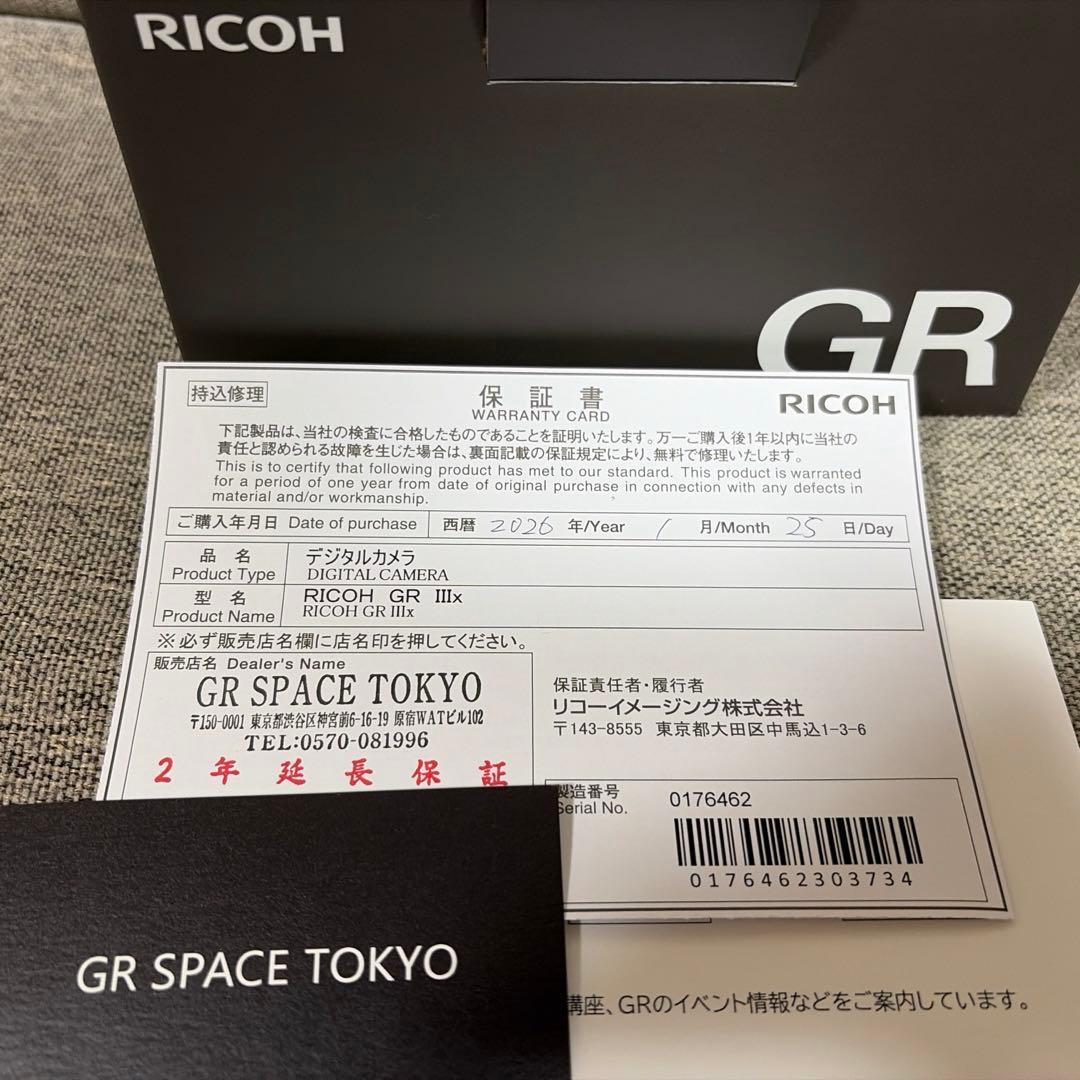 RICOH
GR
持込修理
保証書
WARRANTY CARD
RICOH
下記製品は、当社の検査に合格したものであることを証明いたします。万一ご購入後1年以内に当社の
責任と認められる故障を生じた場合は、裏面記載の保証規定により、無料で修理いたします。
This is to certify that following product has met to our standard. This product is warranted
for a period of one year from date of original purchase in connection with any defects in
material and/or workmanship.
ご購入年月日 Date of purchase 西暦 2026 年/Year 1 月/Month 25 日/Day
品名 デジタルカメラ
Product Type DIGITAL CAMERA
型名 RICOH GR IIIx
Product Name RICOH GR IIIx
※必ず販売店名欄に店名印を押してください。
販売店名 Dealer's Name
GR SPACE TOKYO
〒150-0001 東京都渋谷区神宮前6-16-19 原宿WATビル102
TEL:0570-081996
2年延長保証
保証責任者・履行者
リコーイメージング株式会社
〒143-8555 東京都大田区中馬込1-3-6
製造番号 0176462
Serial No.
0176462303734
GR SPACE TOKYO
講座、GRのイベント情報などをご案内しています。